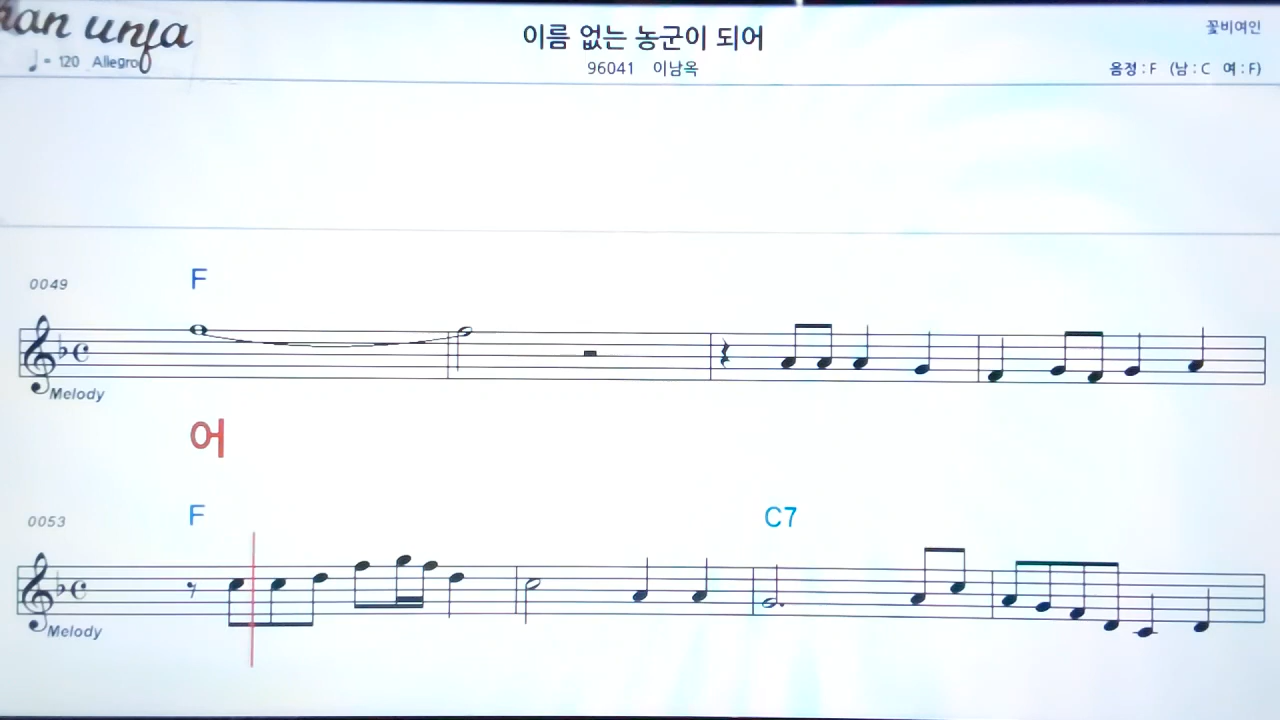 이름 없는 농군이 되어
꽃비여인
♩= 120 Allegro
96041 이남옥
음정 : F (남 : C 여 : F)
0049
F
Melody
어
0053
F
C7
Melody